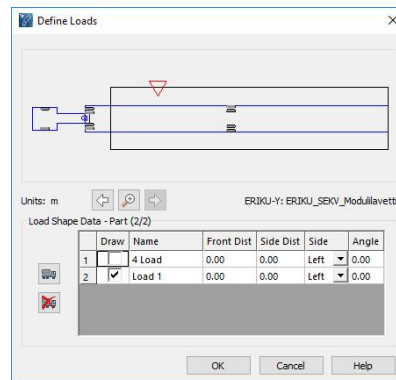 Define Loads
Units: m
ERIKU-Y: ERIKU_SEKV_Modulilavetti
Load Shape Data - Part (2/2)
Draw Name Front Dist Side Dist Side Angle
1 4 Load 0.00 0.00 Left 0.00
2 Load 1 0.00 0.00 Left 0.00
OK Cancel Help